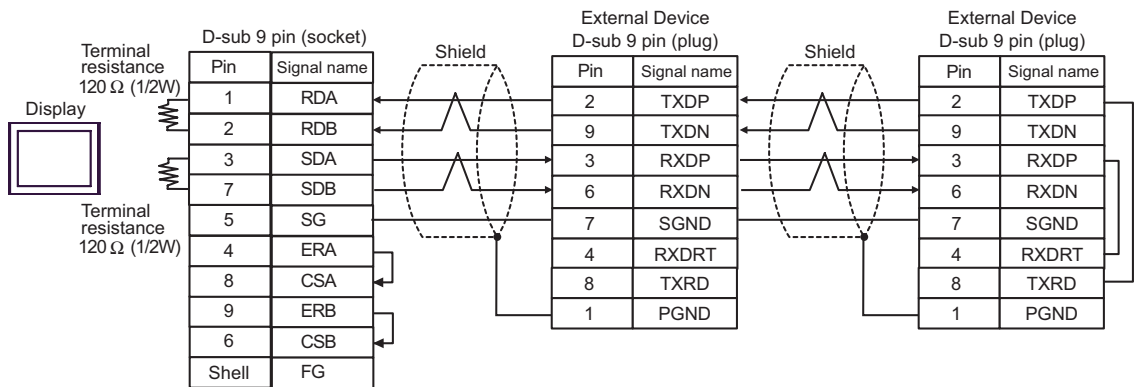 Display
Terminal
resistance
120 Ω (1/2W)
Terminal
resistance
120 Ω (1/2W)
D-sub 9 pin (socket)
Pin Signal name
1 RDA
2 RDB
3 SDA
7 SDB
5 SG
4 ERA
8 CSA
9 ERB
6 CSB
Shell FG
Shield
External Device
D-sub 9 pin (plug)
Pin Signal name
2 TXDP
9 TXDN
3 RXDP
6 RXDN
7 SGND
4 RXDRT
8 TXRD
1 PGND
Shield
External Device
D-sub 9 pin (plug)
Pin Signal name
2 TXDP
9 TXDN
3 RXDP
6 RXDN
7 SGND
4 RXDRT
8 TXRD
1 PGND